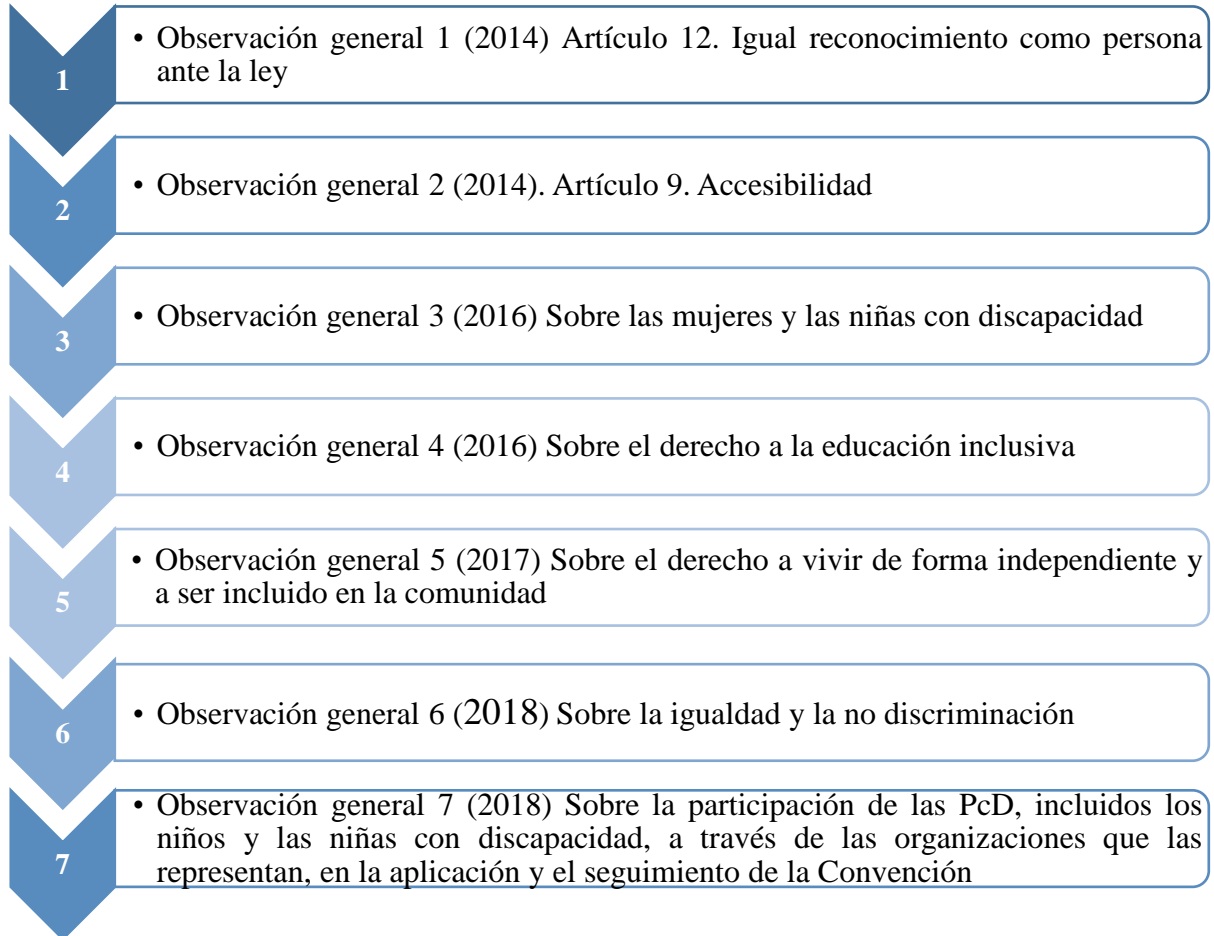 1
• Observación general 1 (2014) Artículo 12. Igual reconocimiento como persona
ante la ley
2
• Observación general 2 (2014). Artículo 9. Accesibilidad
3
• Observación general 3 (2016) Sobre las mujeres y las niñas con discapacidad
4
• Observación general 4 (2016) Sobre el derecho a la educación inclusiva
5
• Observación general 5 (2017) Sobre el derecho a vivir de forma independiente y
a ser incluido en la comunidad
6
• Observación general 6 (2018) Sobre la igualdad y la no discriminación
7
• Observación general 7 (2018) Sobre la participación de las PcD, incluidos los
niños y las niñas con discapacidad, a través de las organizaciones que las
representan, en la aplicación y el seguimiento de la Convención